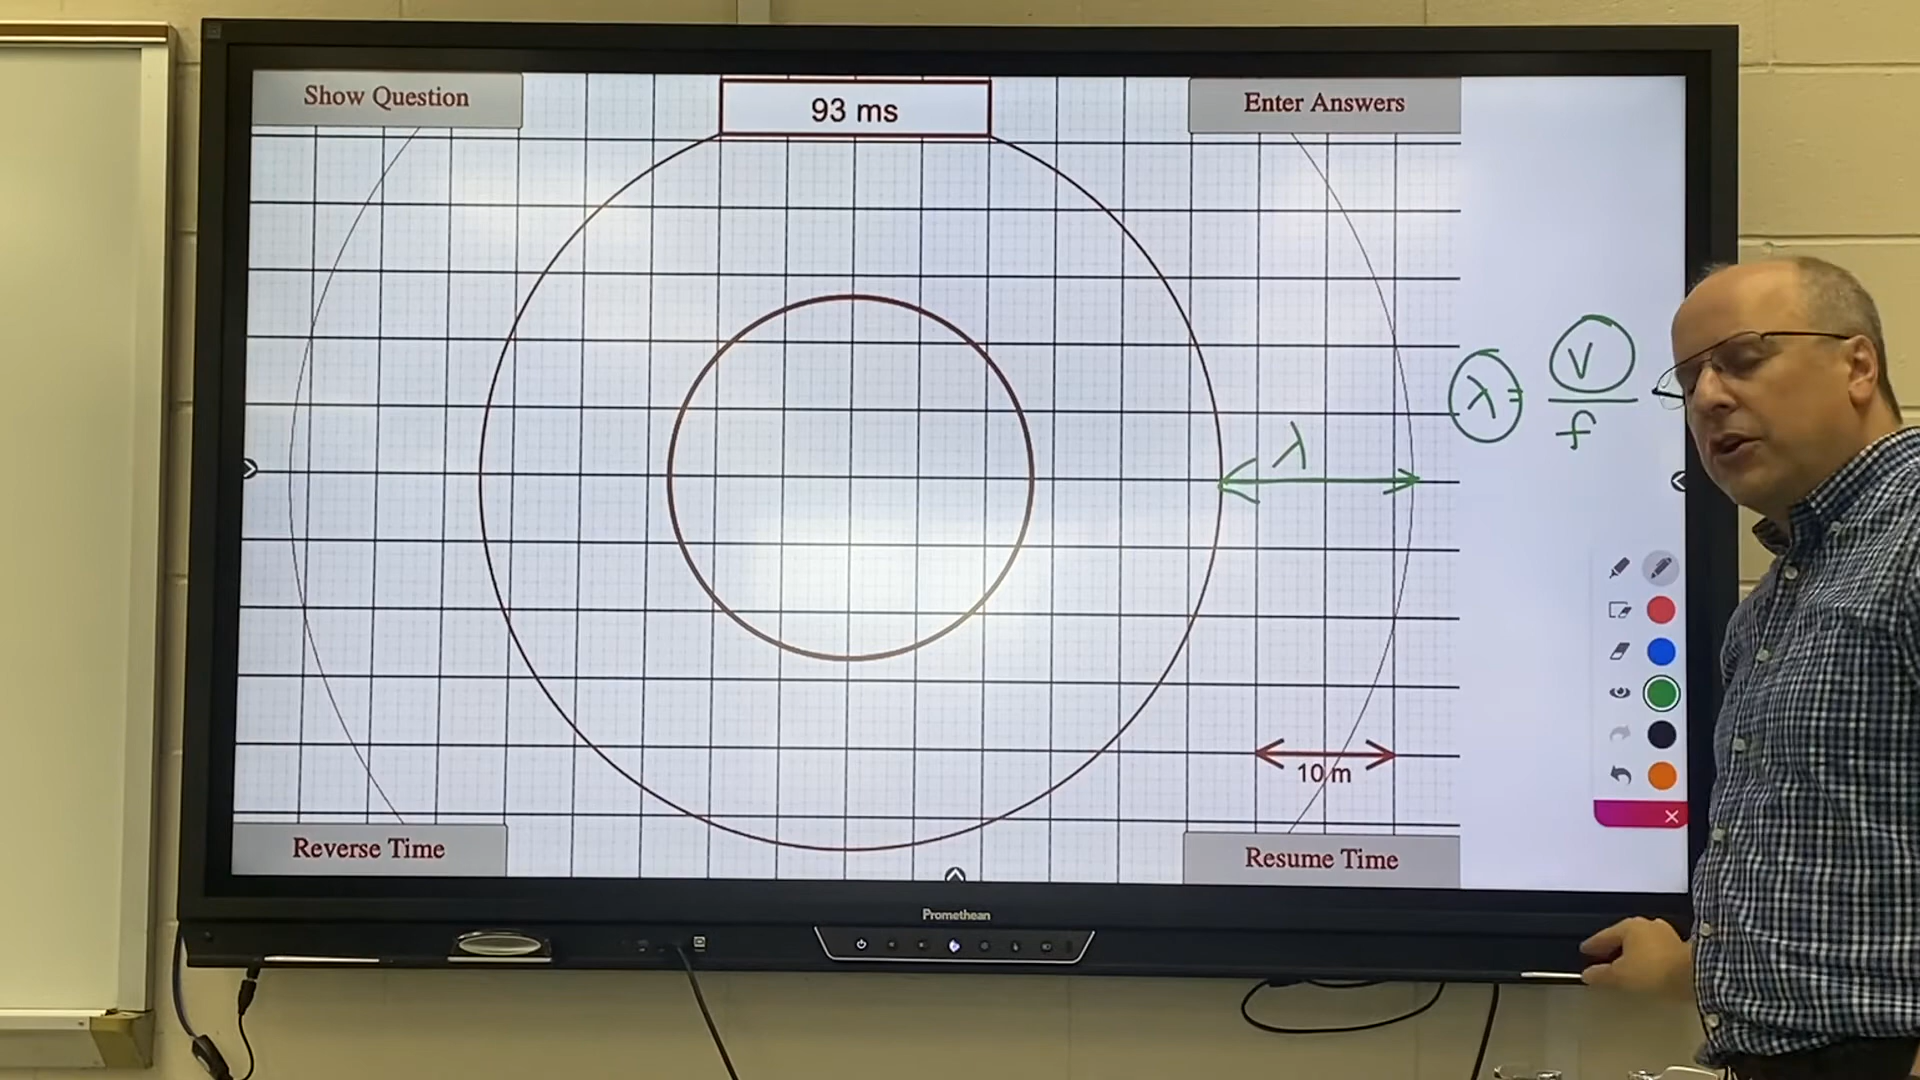 Show Question
93 ms
Enter Answers
λ = v
f
λ
10 m
Reverse Time
Resume Time
Promethean